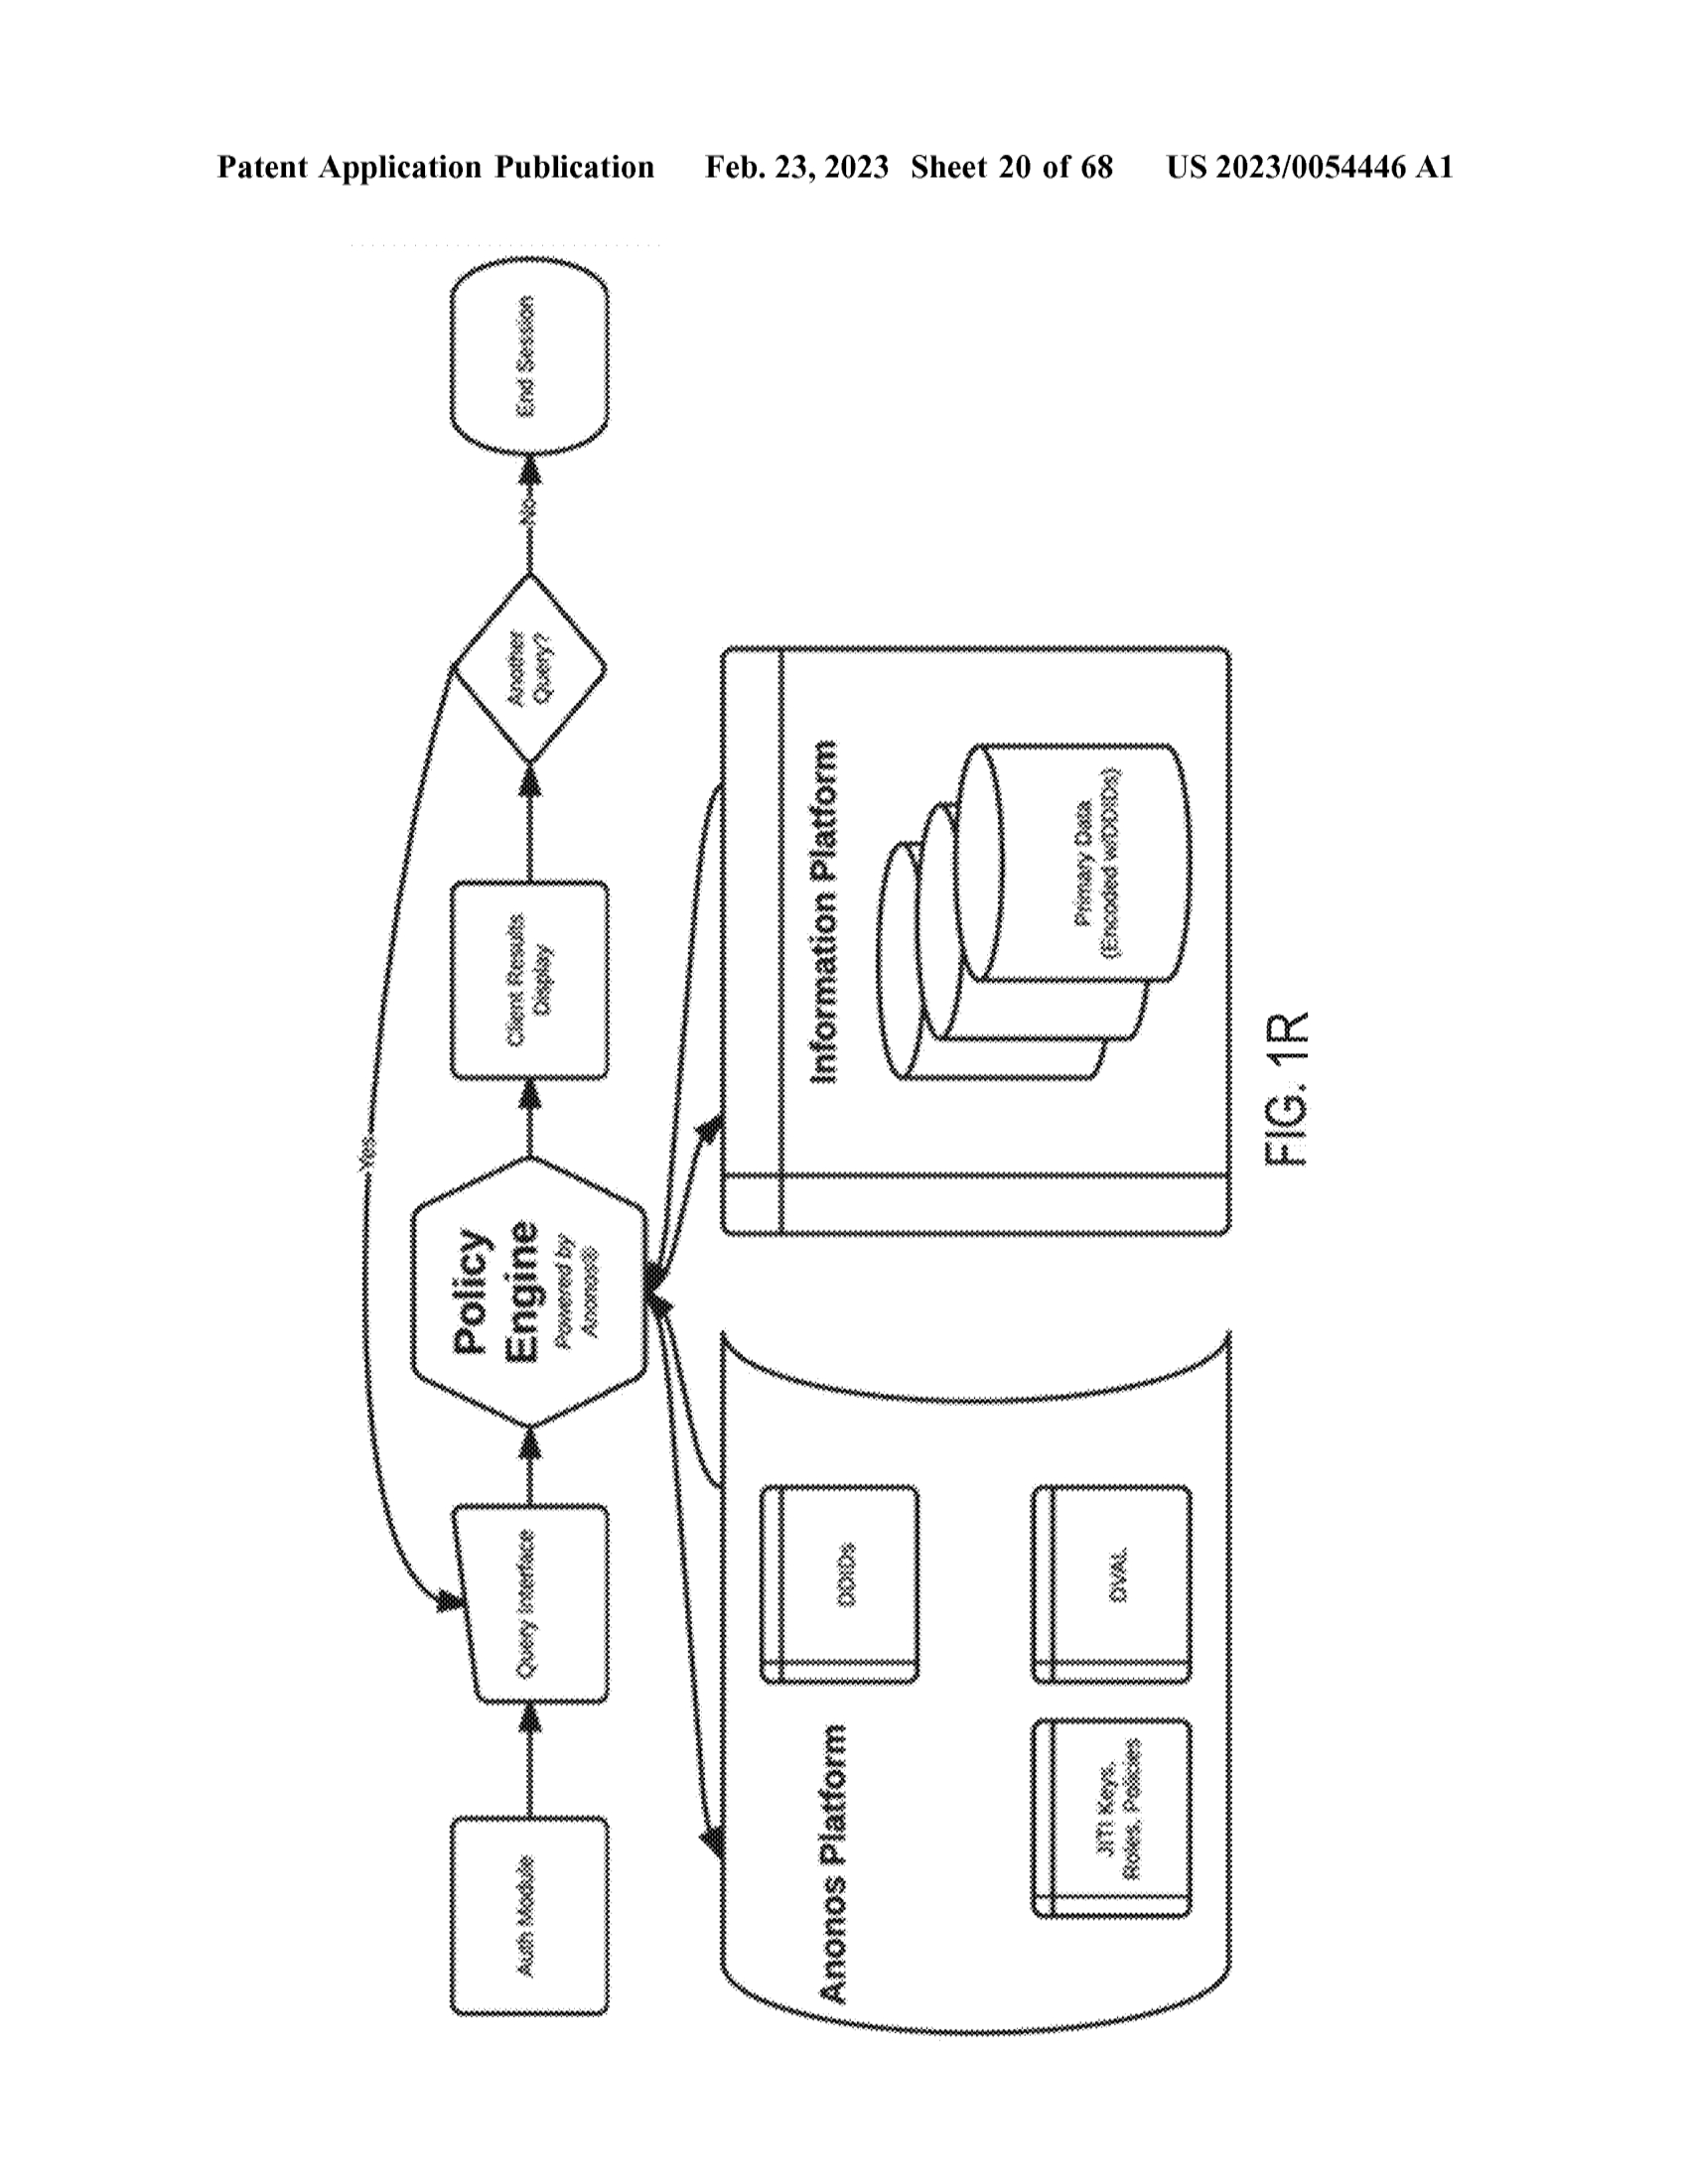 Patent Application Publication Feb. 23, 2023 Sheet 20 of 68 US 2023/0054446 A1
Auth Module
Query Interface
Policy
Engine
Powered by
Anonos®
Client Results
Display
Another
Query?
No
End Session
Yes
Anonos Platform
DDIDs
JITI Keys,
Roles, Policies
DVAL
Information Platform
Primary Data
(Encoded w/DDIDs)
FIG. 1R